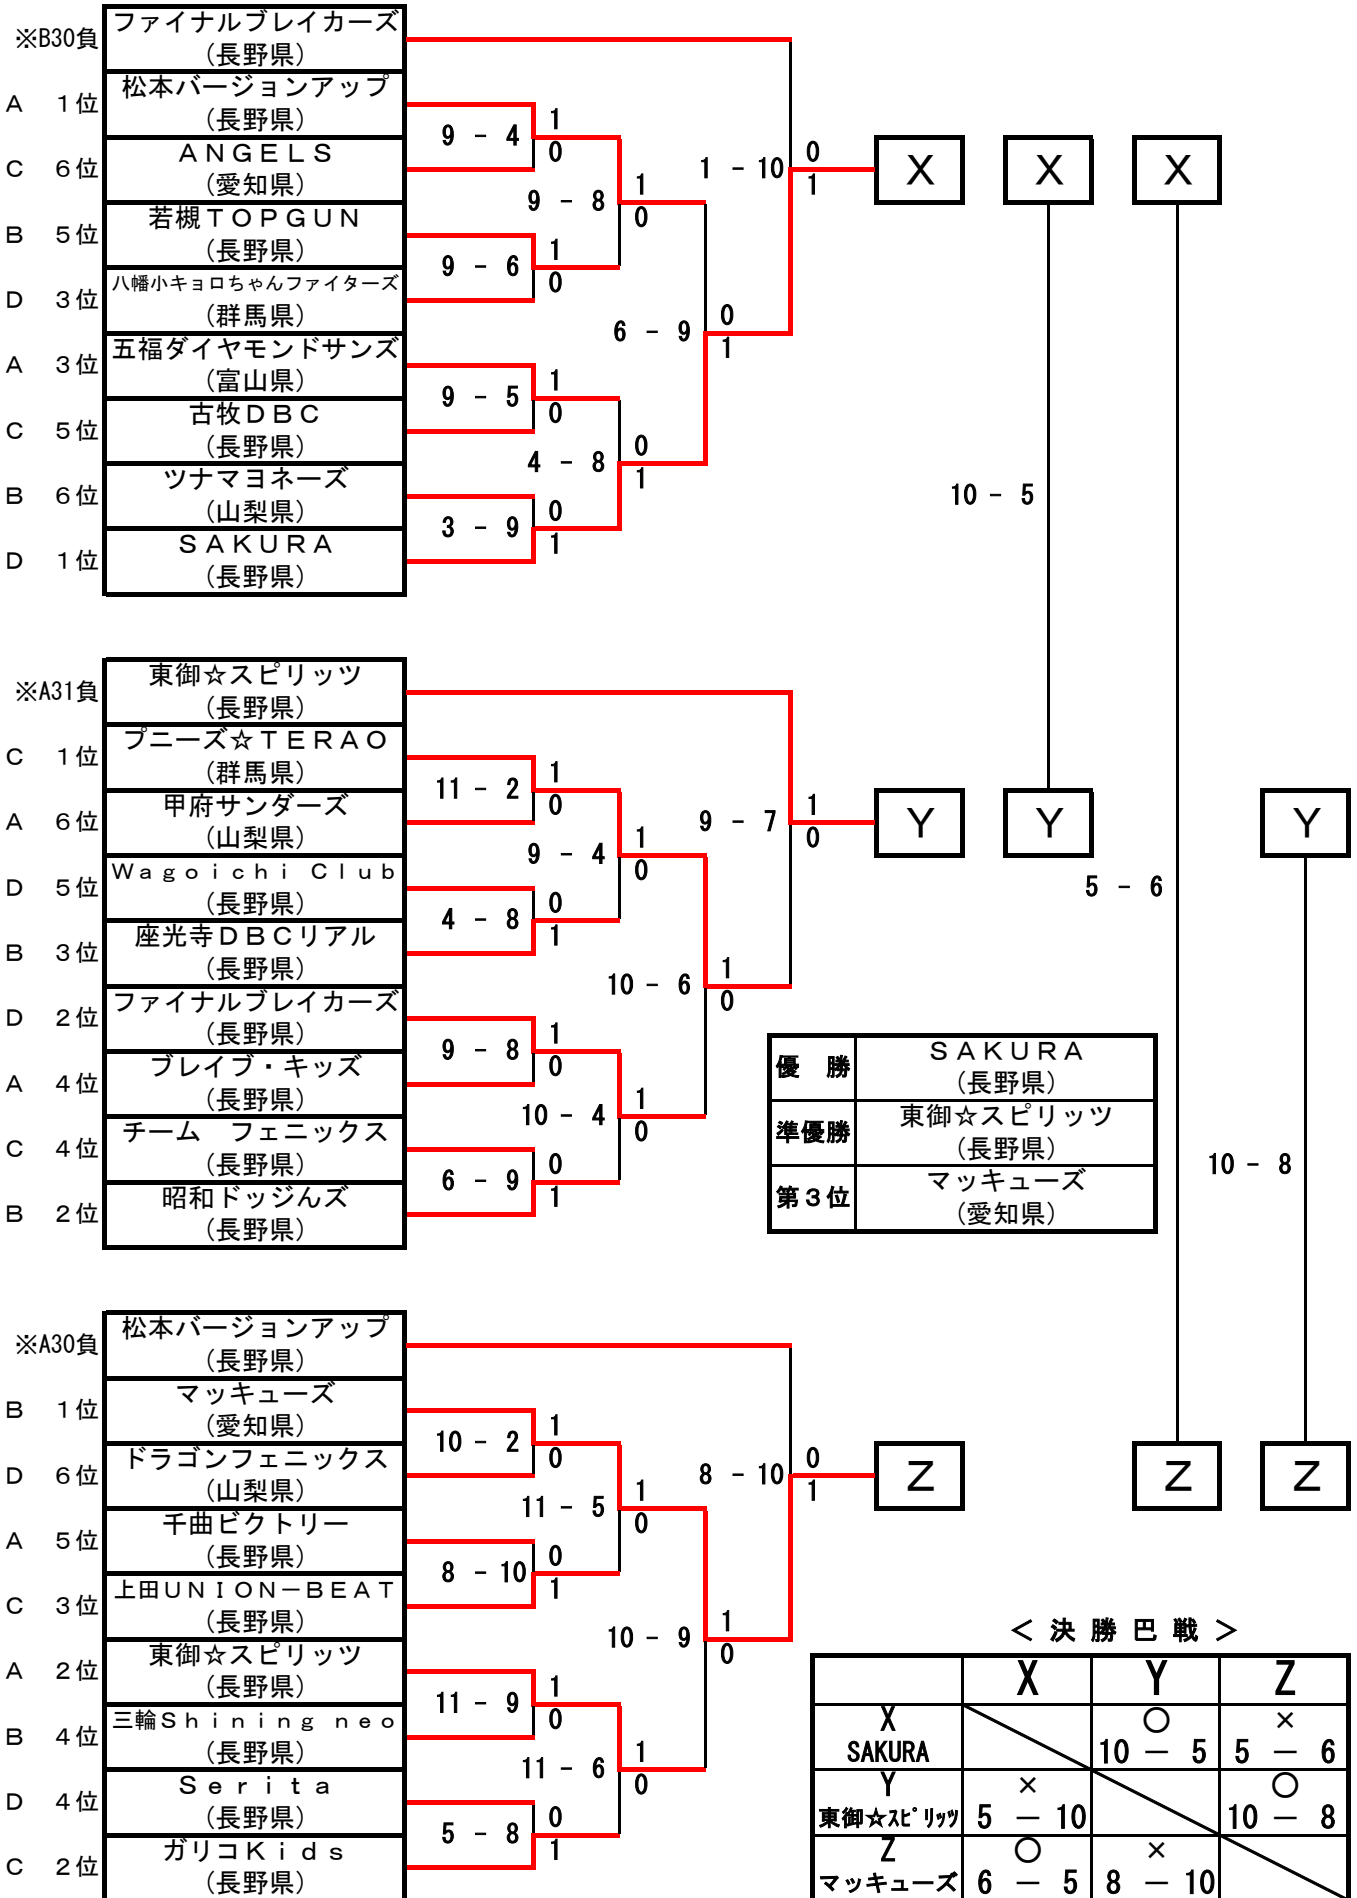 ※B30負 ファイナルブレイカーズ
（長野県）
A 1位 松本バージョンアップ
（長野県）
9 - 4 1
0
C 6位 ＡＮＧＥＬＳ
（愛知県）
9 - 8 1
0
B 5位 若槻ＴＯＰＧＵＮ
（長野県）
9 - 6 1
0
D 3位 八幡小キョロちゃんファイターズ
（群馬県）
6 - 9 0
1
A 3位 五福ダイヤモンドサンズ
（富山県）
9 - 5 1
0
C 5位 古牧ＤＢＣ
（長野県）
4 - 8 0
1
B 6位 ツナマヨネーズ
（山梨県）
3 - 9 0
1
D 1位 ＳＡＫＵＲＡ
（長野県）
1 - 10 0
1
X X X
10 - 5
※A31負 東御☆スピリッツ
（長野県）
C 1位 プニーズ☆ＴＥＲＡＯ
（群馬県）
11 - 2 1
0
A 6位 甲府サンダーズ
（山梨県）
9 - 4 1
0
D 5位 Ｗａｇｏｉｃｈｉ Ｃｌｕｂ
（長野県）
4 - 8 0
1
B 3位 座光寺ＤＢＣリアル
（長野県）
10 - 6 1
0
D 2位 ファイナルブレイカーズ
（長野県）
9 - 8 1
0
A 4位 ブレイブ・キッズ
（長野県）
10 - 4 1
0
C 4位 チーム　フェニックス
（長野県）
6 - 9 0
1
B 2位 昭和ドッジんズ
（長野県）
9 - 7 1
0
Y Y Y
5 - 6
優　勝 ＳＡＫＵＲＡ
（長野県）
準優勝 東御☆スピリッツ
（長野県）
第３位 マッキューズ
（愛知県）
10 - 8
※A30負 松本バージョンアップ
（長野県）
B 1位 マッキューズ
（愛知県）
10 - 2 1
0
D 6位 ドラゴンフェニックス
（山梨県）
11 - 5 1
0
A 5位 千曲ビクトリー
（長野県）
8 - 10 0
1
C 3位 上田ＵＮＩＯＮ－ＢＥＡＴ
（長野県）
10 - 9 1
0
A 2位 東御☆スピリッツ
（長野県）
11 - 9 1
0
B 4位 三輪Ｓｈｉｎｉｎｇ ｎｅｏ
（長野県）
11 - 6 1
0
D 4位 Ｓｅｒｉｔａ
（長野県）
5 - 8 0
1
C 2位 ガリコＫｉｄｓ
（長野県）
8 - 10 0
1
Z Z Z
＜ 決 勝 巴 戦 ＞
X Y Z
X ○ ×
SAKURA 10 － 5 5 － 6
Y × ○
東御☆ｽﾋﾟﾘｯﾂ 5 － 10 10 － 8
Z ○ ×
マッキューズ 6 － 5 8 － 10